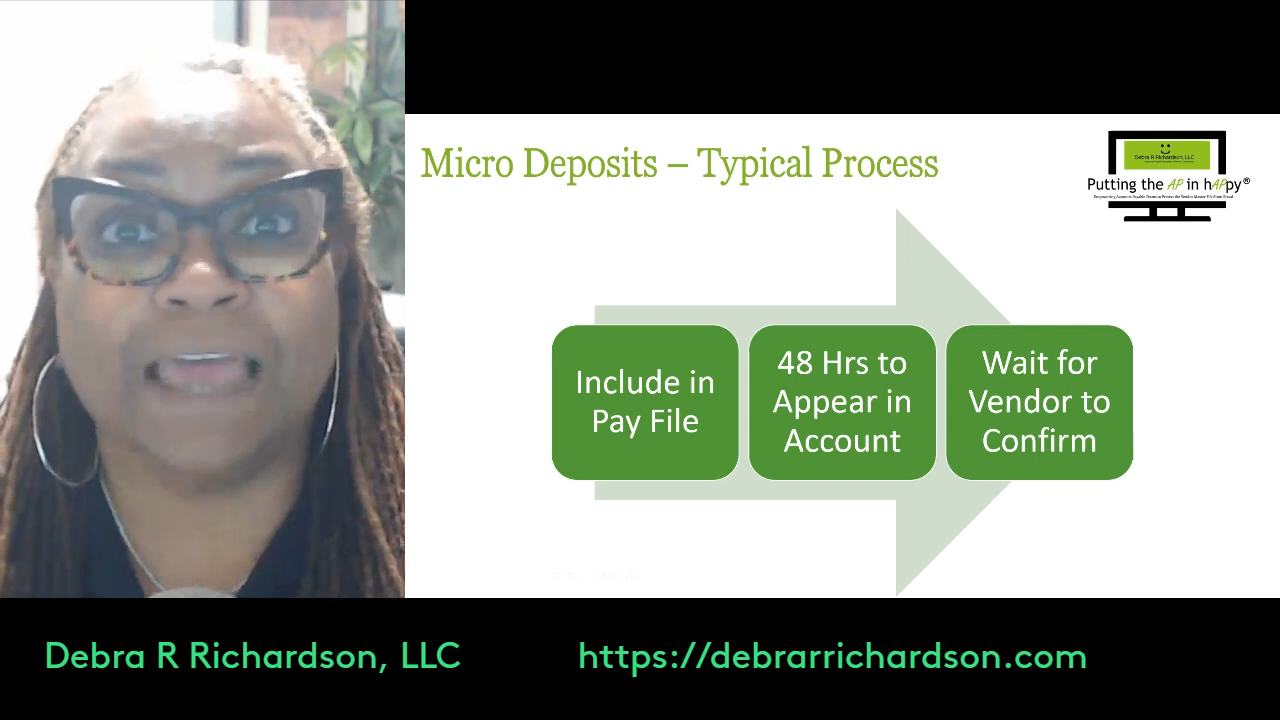 Micro Deposits – Typical Process
Debra R Richardson, LLC
Putting the AP in hAPpy®
Include in
Pay File
48 Hrs to
Appear in
Account
Wait for
Vendor to
Confirm
Debra R Richardson, LLC
https://debrarrichardson.com